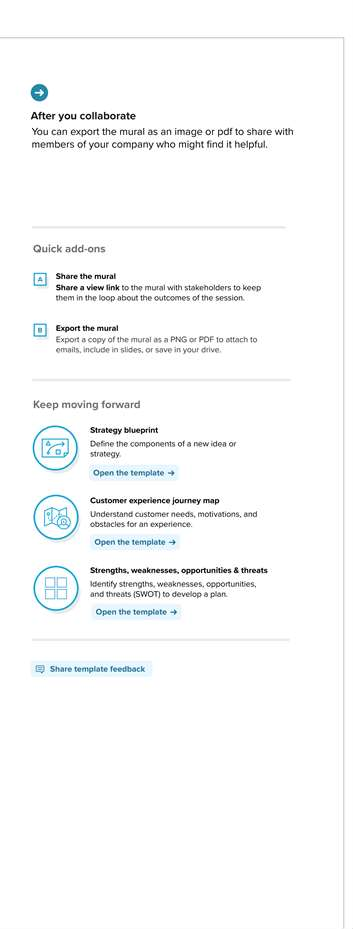 After you collaborate
You can export the mural as an image or pdf to share with
members of your company who might find it helpful.
Quick add-ons
A
Share the mural
Share a view link to the mural with stakeholders to keep
them in the loop about the outcomes of the session.
B
Export the mural
Export a copy of the mural as a PNG or PDF to attach to
emails, include in slides, or save in your drive.
Keep moving forward
Strategy blueprint
Define the components of a new idea or
strategy.
Open the template →
Customer experience journey map
Understand customer needs, motivations, and
obstacles for an experience.
Open the template →
Strengths, weaknesses, opportunities & threats
Identify strengths, weaknesses, opportunities,
and threats (SWOT) to develop a plan.
Open the template →
Share template feedback